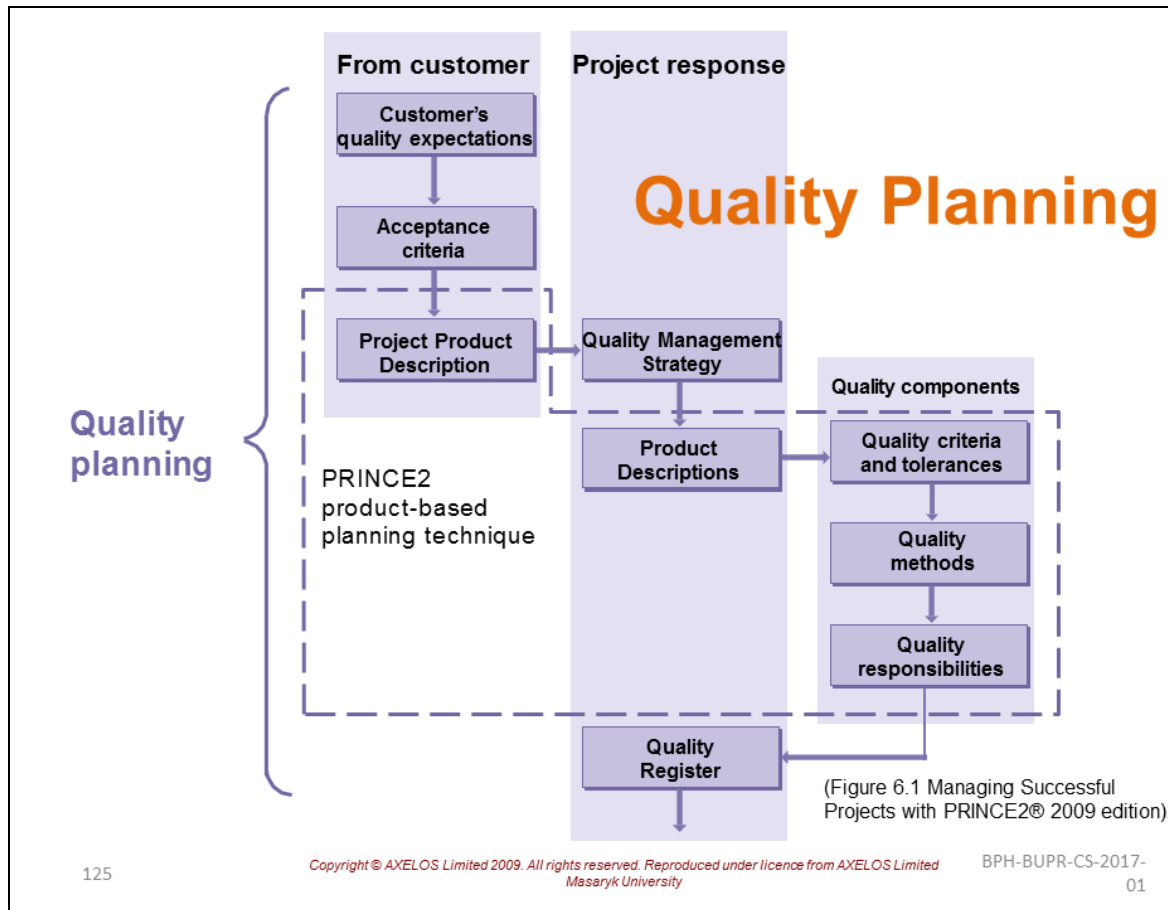 From customer
Project response
Customer's
quality expectations
Quality Planning
Acceptance
criteria
Project Product
Description
Quality Management
Strategy
Quality components
Quality
planning
Product
Descriptions
Quality criteria
and tolerances
PRINCE2
product-based
planning technique
Quality
methods
Quality
responsibilities
Quality
Register
(Figure 6.1 Managing Successful
Projects with PRINCE2® 2009 edition).
125
Copyright © AXELOS Limited 2009. All rights reserved. Reproduced under licence from AXELOS Limited
Masaryk University
BPH-BUPR-CS-2017-
01